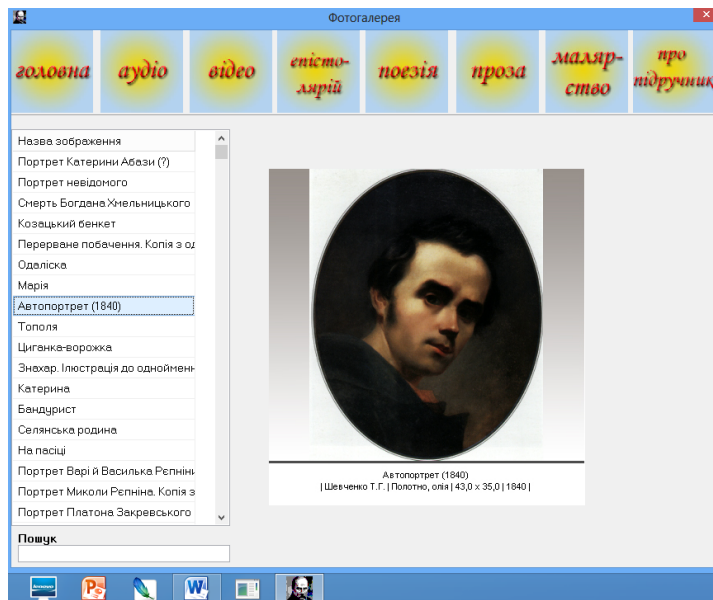 Фотогалерея
головна
аудіо
відео
епісто-
лярій
поезія
проза
маляр-
ство
про
підручник
Назва зображення
Портрет Катерини Абази (?)
Портрет невідомого
Смерть Богдана Хмельницького
Козацький бенкет
Перерване побачення. Копія з од
Одаліска
Марія
Автопортрет (1840)
Тополя
Циганка-ворожка
Знахар. Ілюстрація до однойменн
Катерина
Бандурист
Селянська родина
На пасіці
Портрет Варі й Василька Рєпніни
Портрет Миколи Рєпніна. Копія з
Портрет Платона Закревського
Автопортрет (1840)
| Шевченко Т.Г. | Полотно, олія | 43,0 x 35,0 | 1840 |
Пошук
lenovo